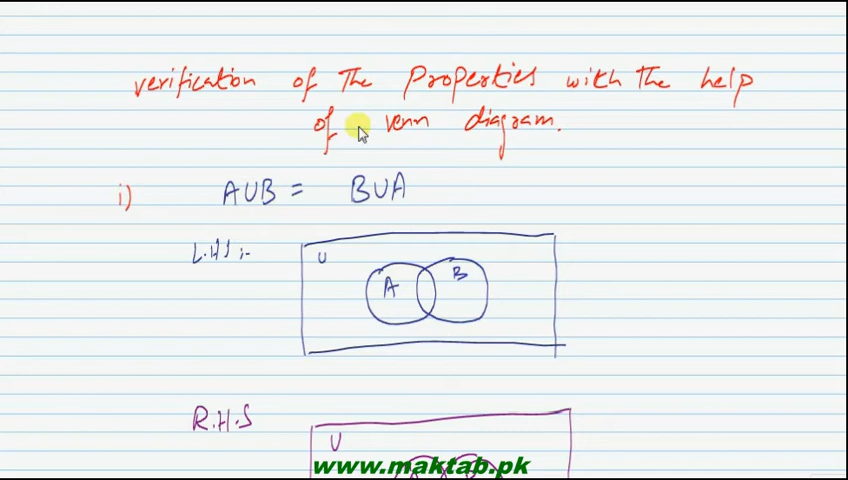 verification of The Properties with the help
of venn diagram.
i) AUB = BUA
L.H.S :-
U
A B
R.H.S
U
www.maktab.pk